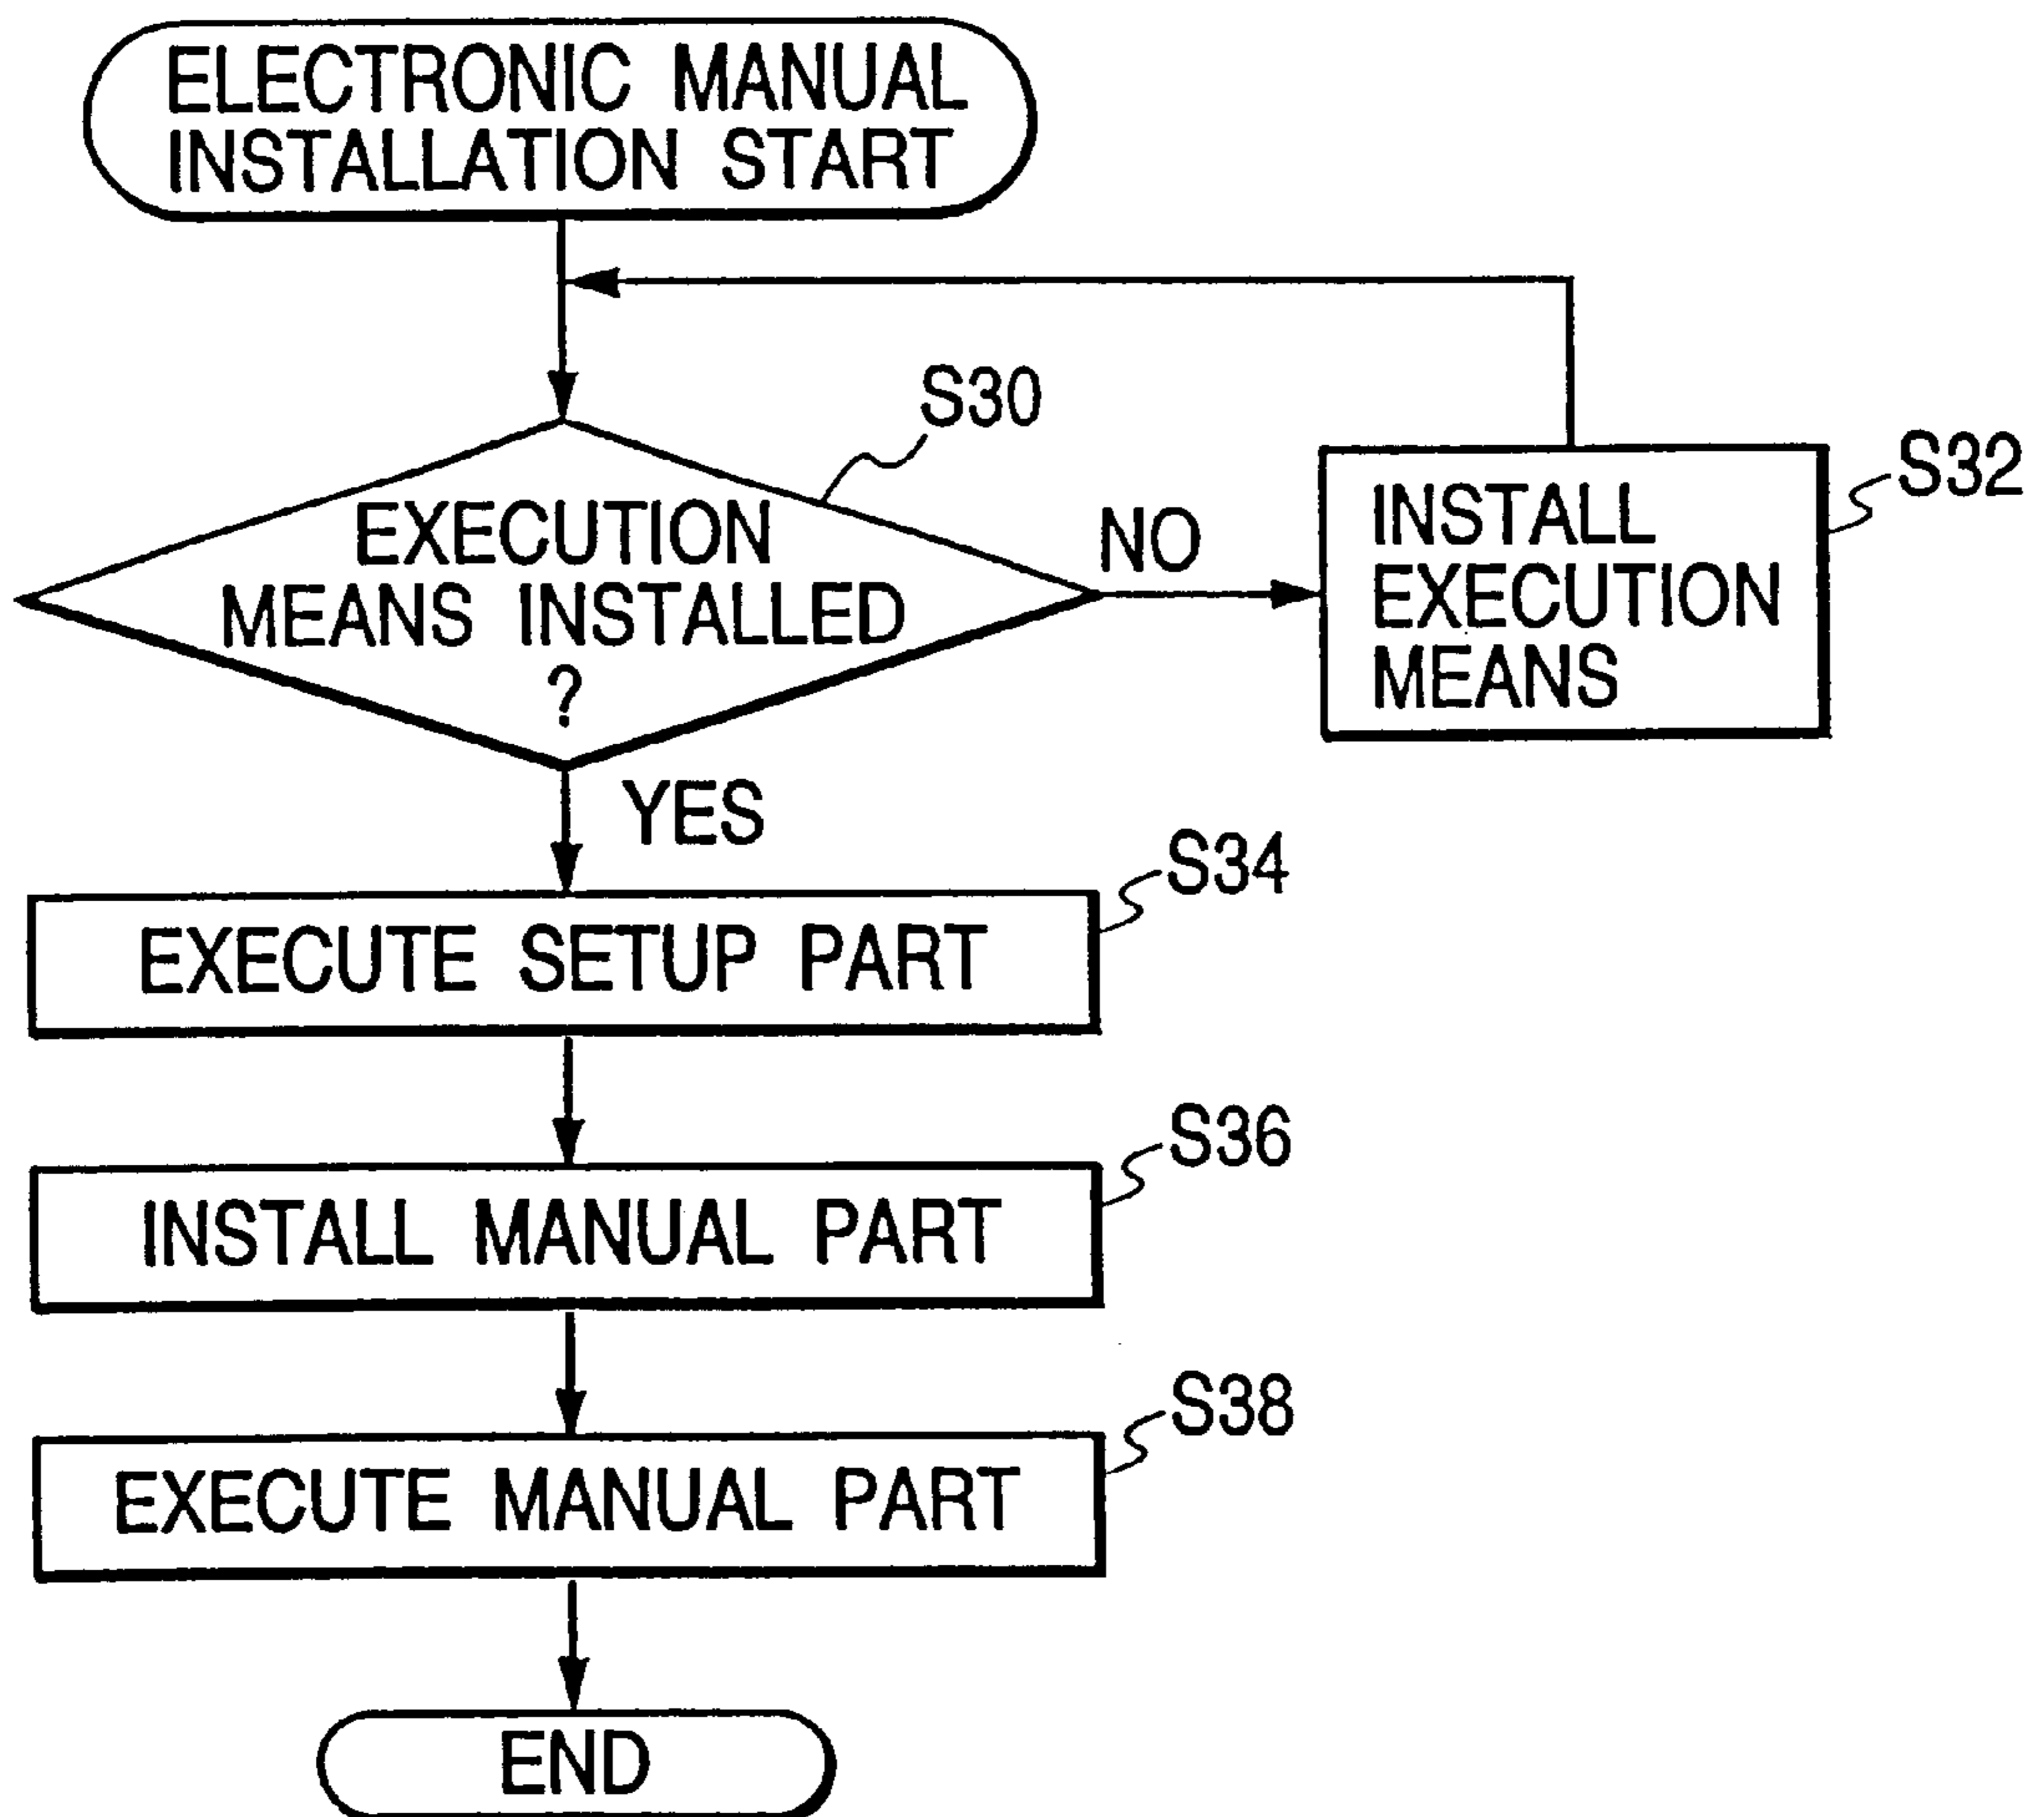 ELECTRONIC MANUAL
INSTALLATION START
S30
EXECUTION
MEANS INSTALLED
?
NO
S32
INSTALL
EXECUTION
MEANS
YES
S34
EXECUTE SETUP PART
S36
INSTALL MANUAL PART
S38
EXECUTE MANUAL PART
END